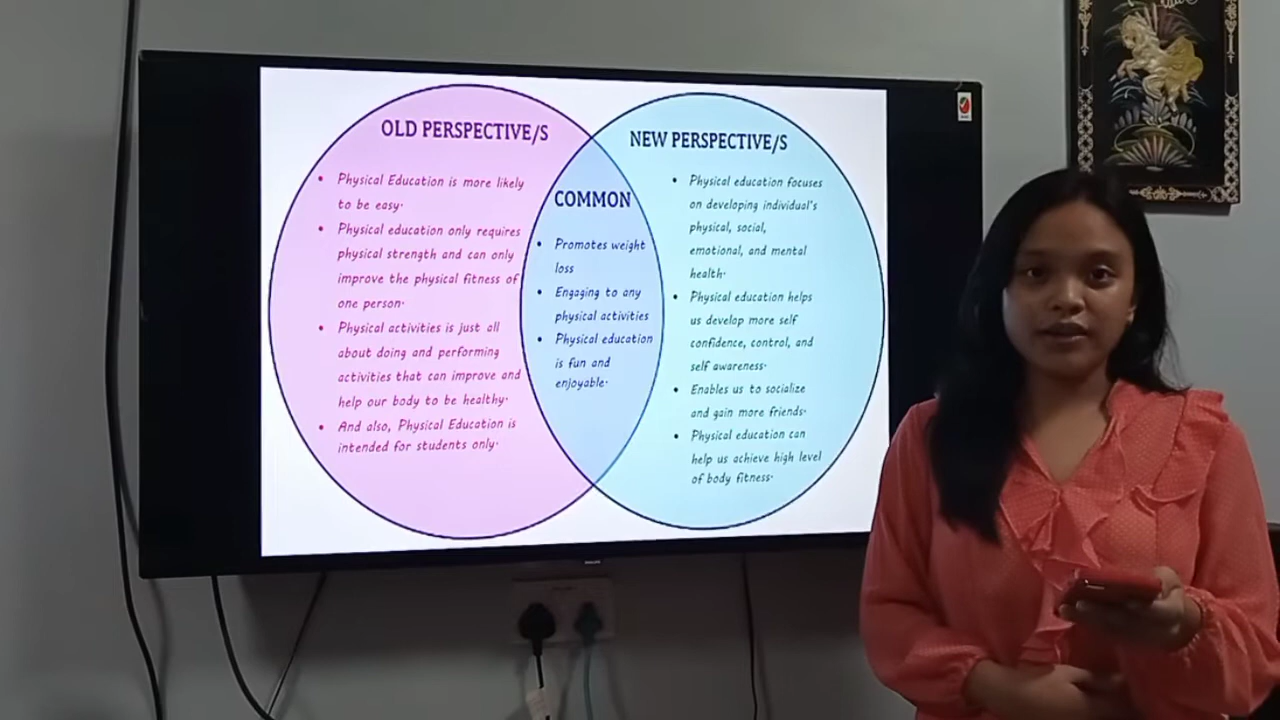 OLD PERSPECTIVE/S
Physical Education is more likely
to be easy.
Physical education only requires
physical strength and can only
improve the physical fitness of
one person.
Physical activities is just all
about doing and performing
activities that can improve and
help our body to be healthy.
And also, Physical Education is
intended for students only.
COMMON
Promotes weight
loss
Engaging to any
physical activities
Physical education
is fun and
enjoyable.
NEW PERSPECTIVE/S
Physical education focuses
on developing individual's
physical, social,
emotional, and mental
health.
Physical education helps
us develop more self
confidence, control, and
self awareness.
Enables us to socialize
and gain more friends.
Physical education can
help us achieve high level
of body fitness.
PHILIPS